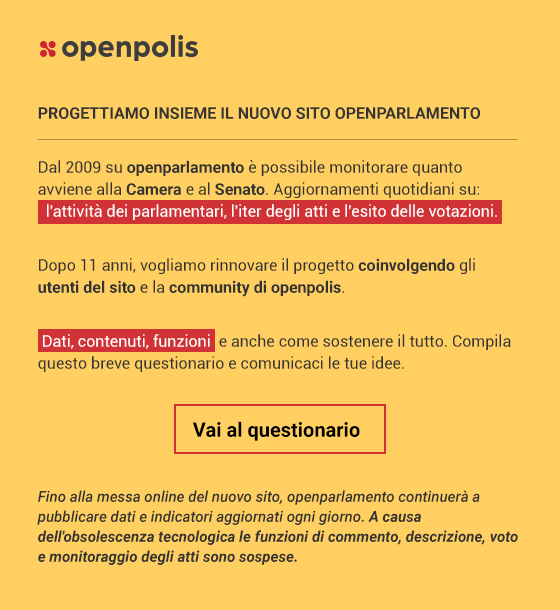 openpolis
PROGETTIAMO INSIEME IL NUOVO SITO OPENPARLAMENTO
Dal 2009 su openparlamento è possibile monitorare quanto
avviene alla Camera e al Senato. Aggiornamenti quotidiani su:
l'attività dei parlamentari, l'iter degli atti e l'esito delle votazioni.
Dopo 11 anni, vogliamo rinnovare il progetto coinvolgendo gli
utenti del sito e la community di openpolis.
Dati, contenuti, funzioni e anche come sostenere il tutto. Compila
questo breve questionario e comunicaci le tue idee.
Vai al questionario
Fino alla messa online del nuovo sito, openparlamento continuerà a
pubblicare dati e indicatori aggiornati ogni giorno. A causa
dell'obsolescenza tecnologica le funzioni di commento, descrizione, voto
e monitoraggio degli atti sono sospese.